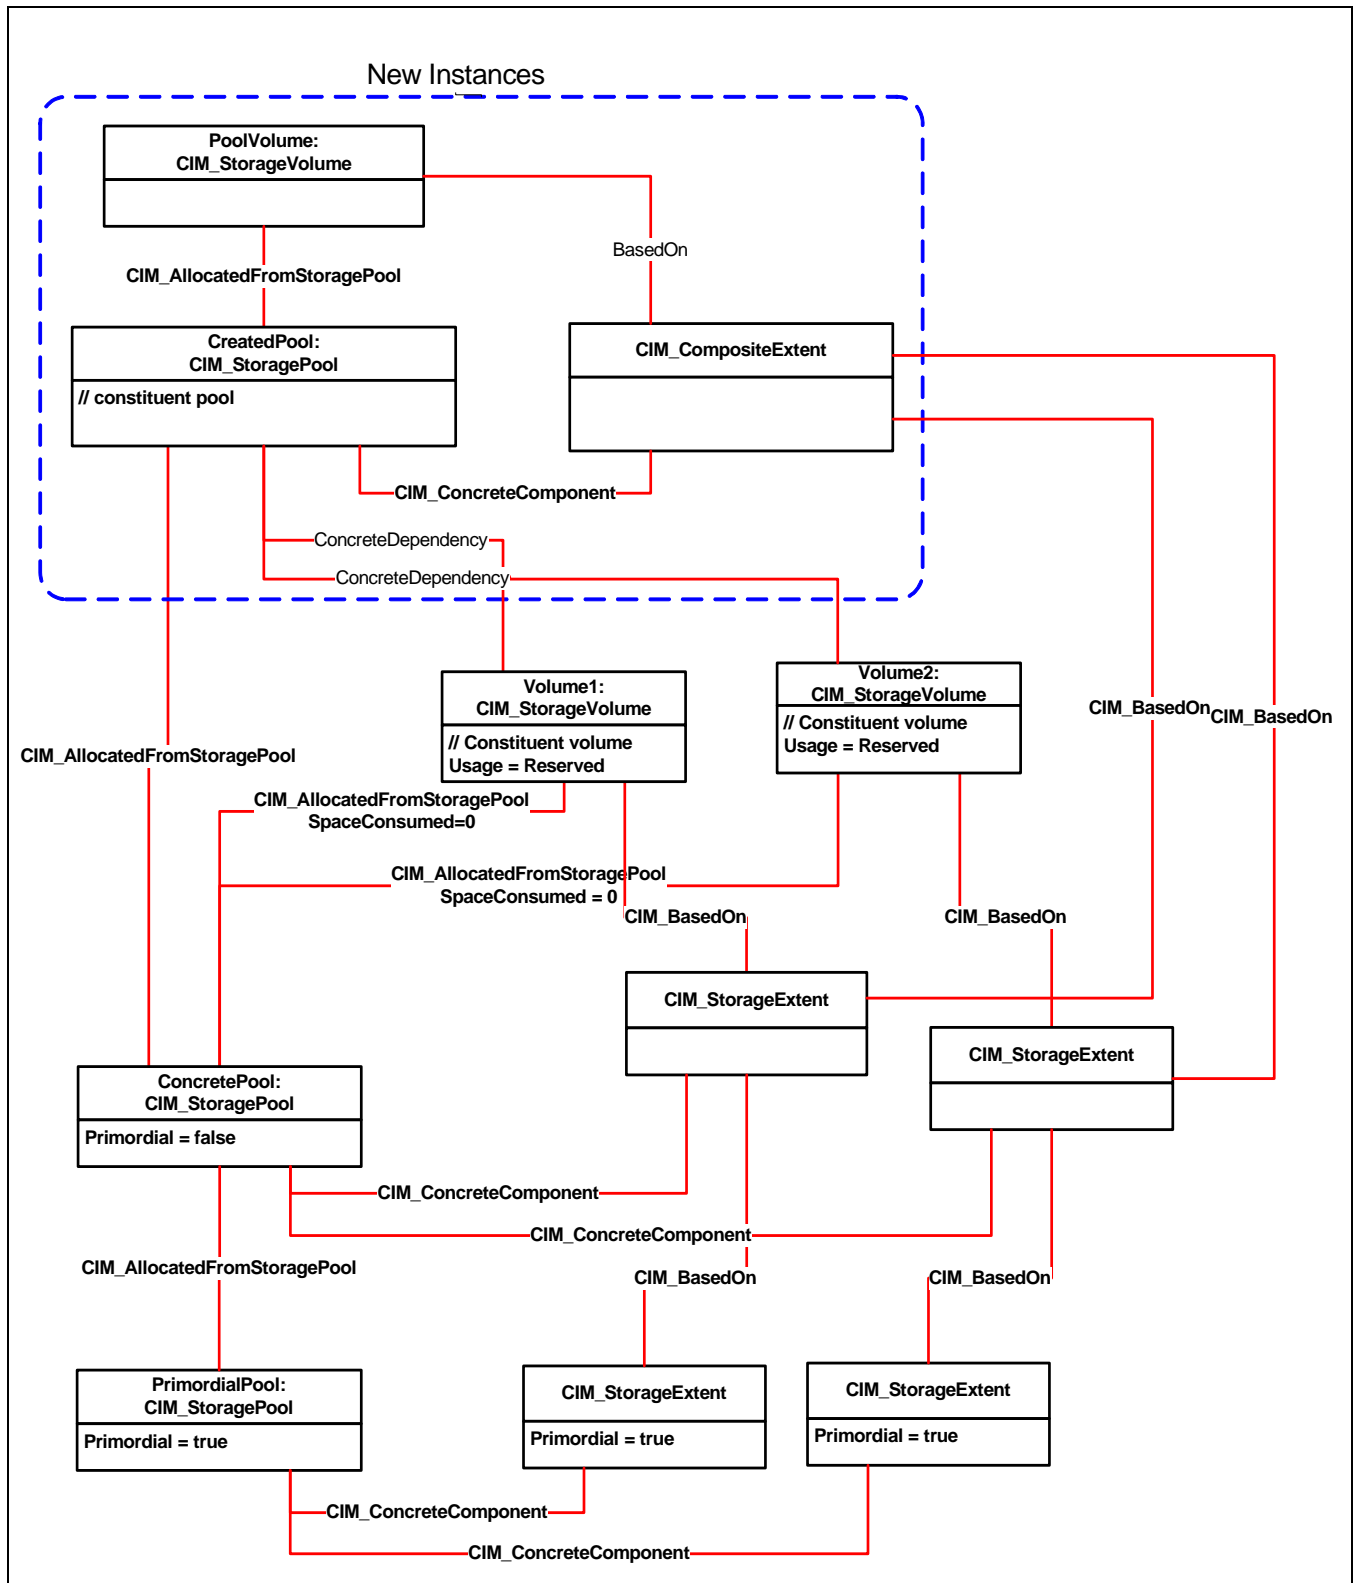 New Instances
PoolVolume:
CIM_StorageVolume
BasedOn
CIM_AllocatedFromStoragePool
CreatedPool:
CIM_StoragePool
// constituent pool
CIM_CompositeExtent
CIM_ConcreteComponent
ConcreteDependency
ConcreteDependency
Volume1:
CIM_StorageVolume
// Constituent volume
Usage = Reserved
Volume2:
CIM_StorageVolume
// Constituent volume
Usage = Reserved
CIM_BasedOn
CIM_BasedOn
CIM_AllocatedFromStoragePool
CIM_AllocatedFromStoragePool
SpaceConsumed=0
CIM_AllocatedFromStoragePool
SpaceConsumed = 0
CIM_BasedOn
CIM_BasedOn
CIM_StorageExtent
CIM_StorageExtent
ConcretePool:
CIM_StoragePool
Primordial = false
CIM_ConcreteComponent
CIM_ConcreteComponent
CIM_AllocatedFromStoragePool
CIM_BasedOn
CIM_BasedOn
PrimordialPool:
CIM_StoragePool
Primordial = true
CIM_StorageExtent
Primordial = true
CIM_StorageExtent
Primordial = true
CIM_ConcreteComponent
CIM_ConcreteComponent